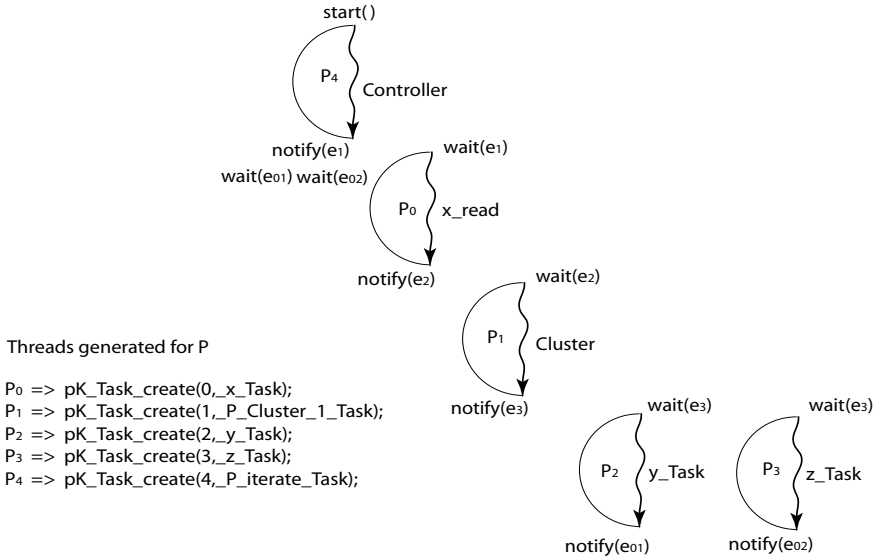 start( )
P4
Controller
notify(e1)
wait(e01) wait(e02)
wait(e1)
P0
x_read
notify(e2)
wait(e2)
P1
Cluster
notify(e3)
Threads generated for P
P0 => pK_Task_create(0,_x_Task);
P1 => pK_Task_create(1,_P_Cluster_1_Task);
P2 => pK_Task_create(2,_y_Task);
P3 => pK_Task_create(3,_z_Task);
P4 => pK_Task_create(4,_P_iterate_Task);
wait(e3)
P2
y_Task
notify(e01)
wait(e3)
P3
z_Task
notify(e02)